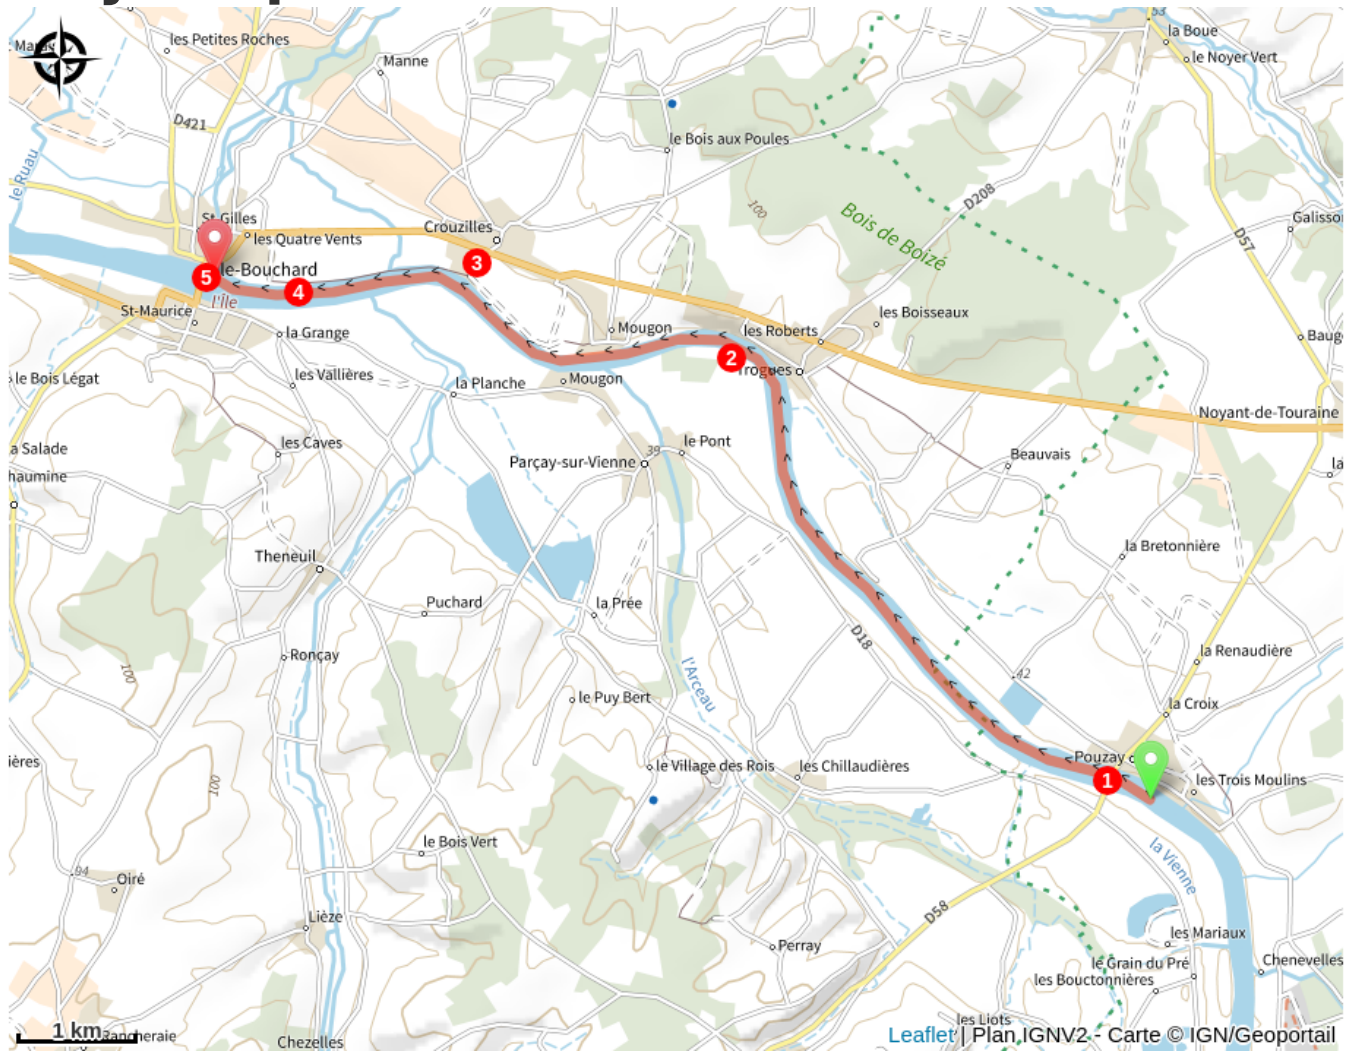 les Petites Roches
53
la Boue
le Noyer Vert
Manne
D421
le Bois aux Poules
le Ruau
D208
100
Bois de Boizé
Galisso
D57
St-Gilles
les Quatre Vents
Crouzilles
3
5
le-Bouchard
4
l'Île
St-Maurice
la Grange
Mougon
les Roberts
les Boisseaux
Baug
2
Trogues
le Bois Légat
les Vallières
la Planche
Mougon
Noyant-de-Touraine
a Salade
les Caves
39
le Pont
Parçay-sur-Vienne
Beauvais
la
haumine
la Bretonnière
Theneuil
Puchard
la Prée
D18
Ronçay
100
l'Arceau
la Renaudière
42
le Puy Bert
la Croix
ières
100
Pouzay
1
le Village des Rois
les Chillaudières
les Trois Moulins
le Bois Vert
la Vienne
94
Oiré
Lièze
D58
Perray
les Mariaux
le Grain du Pré
Chenevelles
les Bouctonnières
1 km
Rancheraie
Chezelles
les Liots
Leaflet | Plan IGNV2 - Carte © IGN/Geoportail